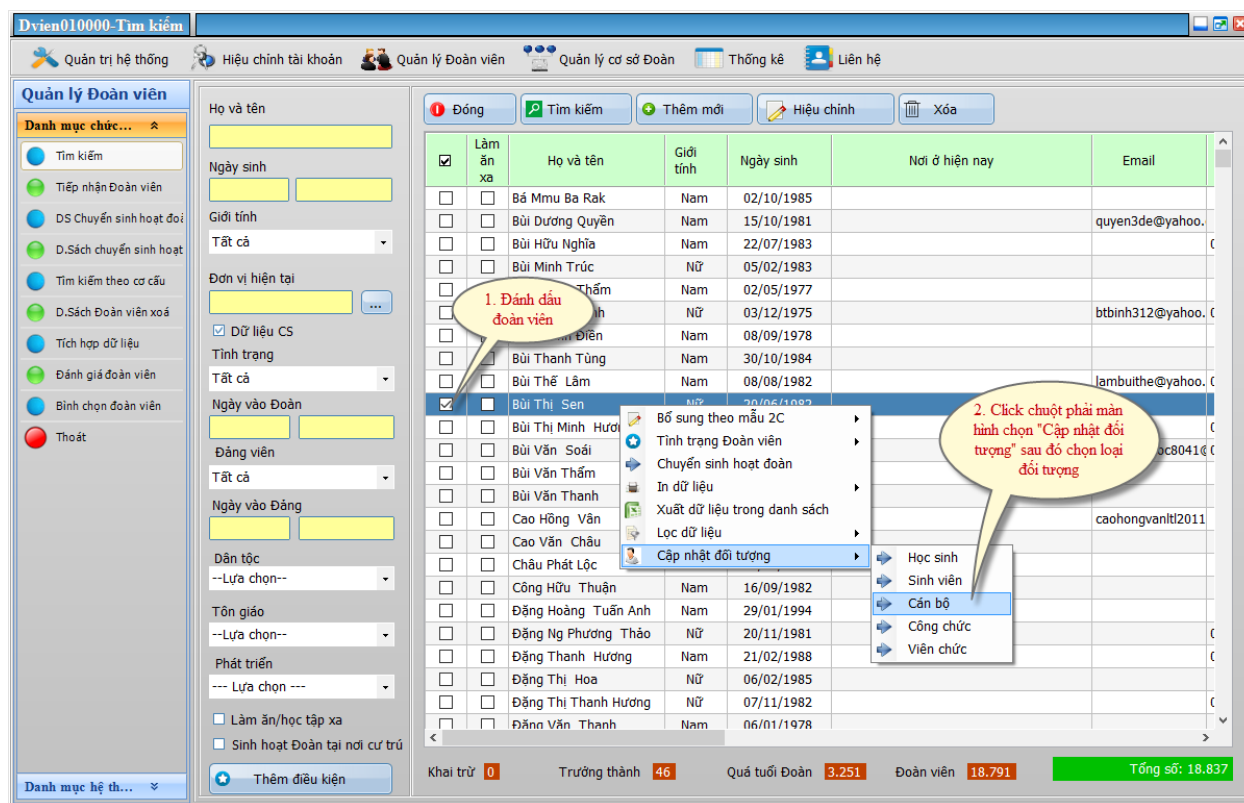 Dvien010000-Tìm kiếm
Quản trị hệ thống Hiệu chỉnh tài khoản Quản lý Đoàn viên Quản lý cơ sở Đoàn Thống kê Liên hệ
Quản lý Đoàn viên
Danh mục chức...
Tìm kiếm
Tiếp nhận Đoàn viên
DS Chuyển sinh hoạt đoà
D.Sách chuyển sinh hoạt
Tìm kiếm theo cơ cấu
D.Sách Đoàn viên xoá
Tích hợp dữ liệu
Đánh giá đoàn viên
Bình chọn đoàn viên
Thoát
Danh mục hệ th...
Họ và tên
Ngày sinh
Giới tính
Tất cả
Đơn vị hiện tại
...
Dữ liệu CS
Tình trạng
Tất cả
Ngày vào Đoàn
Đảng viên
Tất cả
Ngày vào Đảng
Dân tộc
--Lựa chọn--
Tôn giáo
--Lựa chọn--
Phát triển
--- Lựa chọn ---
Làm ăn/học tập xa
Sinh hoạt Đoàn tại nơi cư trú
Thêm điều kiện
Đóng Tìm kiếm Thêm mới Hiệu chỉnh Xóa
Làm ăn xa Họ và tên Giới tính Ngày sinh Nơi ở hiện nay Email
Bá Mmu Ba Rak Nam 02/10/1985
Bùi Dương Quyền Nam 15/10/1981 quyen3de@yahoo.
Bùi Hữu Nghĩa Nam 22/07/1983 0
Bùi Minh Trúc Nữ 05/02/1983
Thấm Nam 02/05/1977
Nữ 03/12/1975 btbinh312@yahoo. 0
Điền Nam 08/09/1978
Bùi Thanh Tùng Nam 30/10/1984
Bùi Thế Lâm Nam 08/08/1982 lambuithe@yahoo. 0
Bùi Thị Sen Nữ 20/06/1982
Bùi Thị Minh Hươ
Bùi Văn Soái oc8041@
Bùi Văn Thấm
Bùi Văn Thanh
Cao Hồng Vân caohongvanltl2011
Cao Văn Châu
Châu Phát Lộc
Công Hữu Thuận Nam 16/09/1982
Đặng Hoàng Tuấn Anh Nam 29/01/1994
Đặng Ng Phương Thảo Nữ 20/11/1981
Đặng Thanh Hương Nam 21/02/1988
Đặng Thị Hoa Nữ 06/02/1985
Đặng Thị Thanh Hương Nữ 07/11/1982
Đặng Văn Thanh Nam 06/01/1978
1. Đánh dấu
đoàn viên
Bổ sung theo mẫu 2C
Tình trạng Đoàn viên
Chuyển sinh hoạt đoàn
In dữ liệu
Xuất dữ liệu trong danh sách
Lọc dữ liệu
Cập nhật đối tượng
Học sinh
Sinh viên
Cán bộ
Công chức
Viên chức
2. Click chuột phải màn
hình chọn "Cập nhật đối
tượng" sau đó chọn loại
đối tượng
Khai trừ 0 Trưởng thành 46 Quá tuổi Đoàn 3.251 Đoàn viên 18.791 Tổng số: 18.837